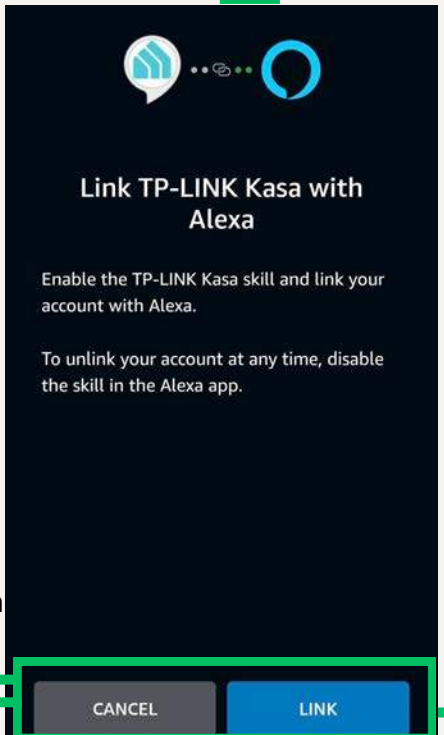 Link TP-LINK Kasa with
Alexa
Enable the TP-LINK Kasa skill and link your
account with Alexa.
To unlink your account at any time, disable
the skill in the Alexa app.
CANCEL
LINK